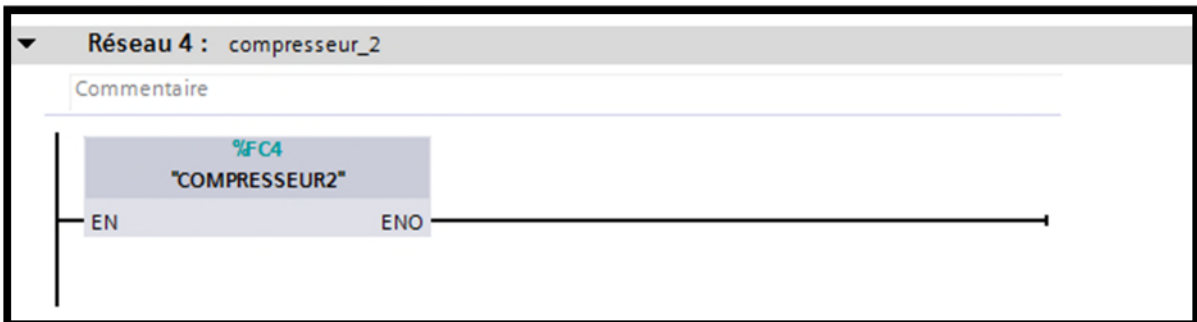 Réseau 4 : compresseur_2
Commentaire
%FC4
"COMPRESSEUR2"
EN ENO